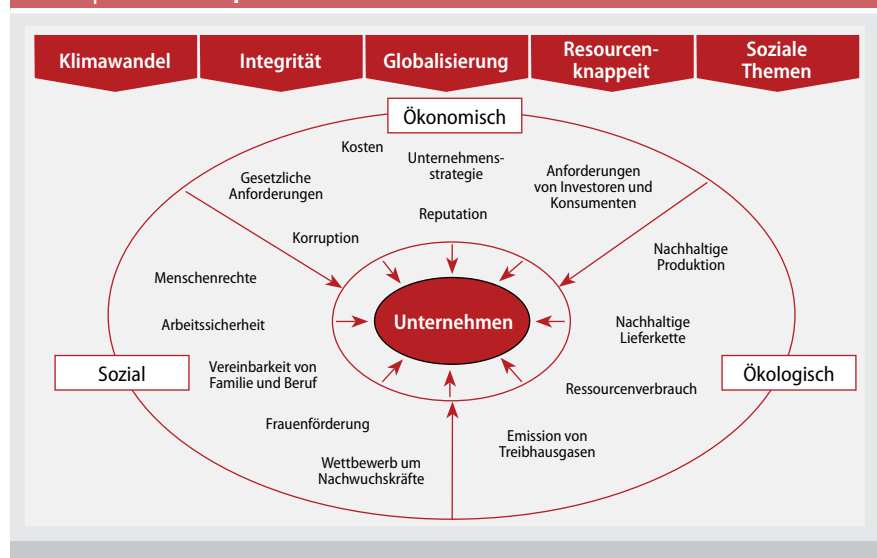 Klimawandel
Integrität
Globalisierung
Resourcen-
knappeit
Soziale
Themen
Ökonomisch
Kosten
Unternehmens-
strategie
Gesetzliche
Anforderungen
Anforderungen
von Investoren und
Konsumenten
Reputation
Korruption
Nachhaltige
Produktion
Menschenrechte
Arbeitssicherheit
Unternehmen
Nachhaltige
Lieferkette
Sozial
Vereinbarkeit von
Familie und Beruf
Ökologisch
Ressourcenverbrauch
Frauenförderung
Emission von
Treibhausgasen
Wettbewerb um
Nachwuchskräfte